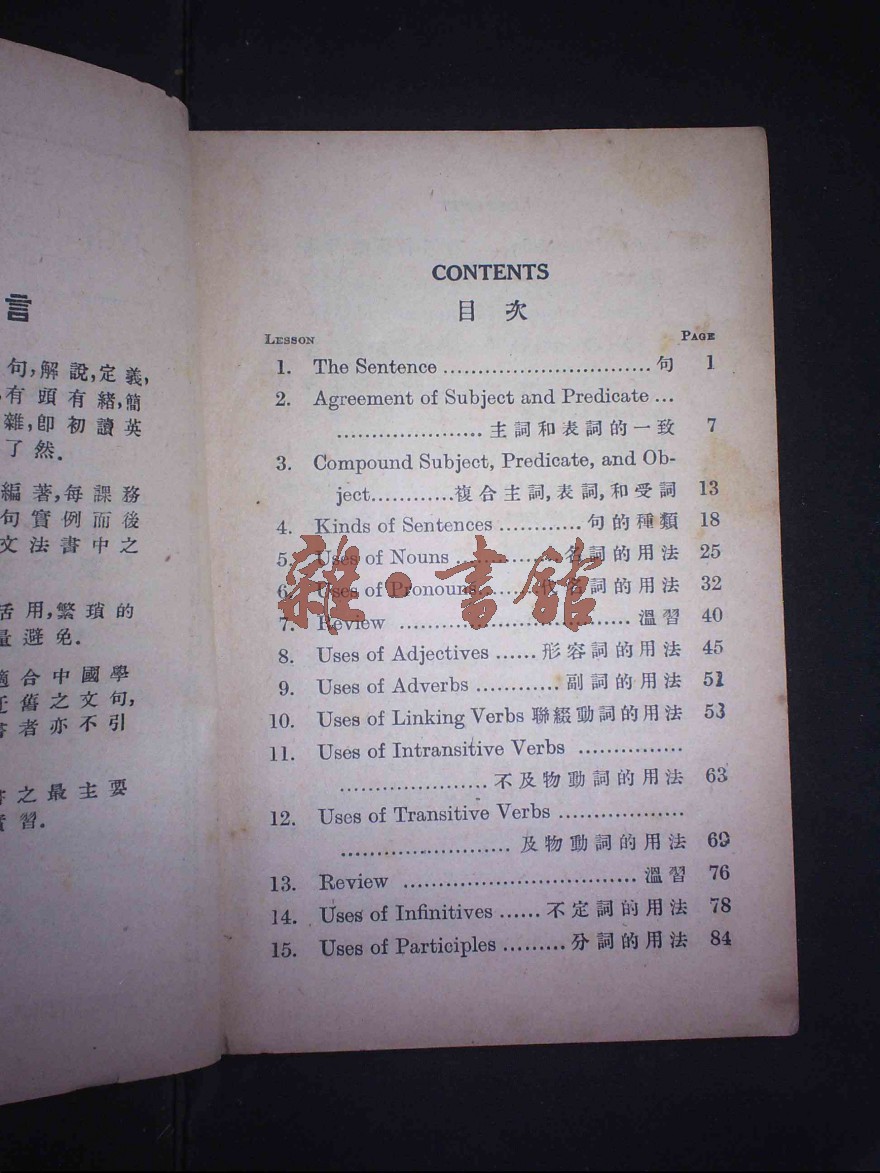 言
句,解說,定義,
有頭有緒,簡
雜,卽初讀英
了然.
編著,每課務
句實例而後
文法書中之
活用,繁瑣的
量避免.
適合中國學
迂舊之文句,
書者亦不引
書之最主要
實習.
CONTENTS
目次
LESSON PAGE
1. The Sentence ............................. 句 1
2. Agreement of Subject and Predicate ...
..................... 主詞和表詞的一致 7
3. Compound Subject, Predicate, and Ob-
ject............複合主詞,表詞,和受詞 13
4. Kinds of Sentences ............ 句的種類 18
5. Uses of Nouns ............... 名詞的用法 25
6. Uses of Pronouns......... 代名詞的用法 32
7. Review .................................... 溫習 40
8. Uses of Adjectives ...... 形容詞的用法 45
9. Uses of Adverbs ............ 副詞的用法 51
10. Uses of Linking Verbs 聯綴動詞的用法 53
11. Uses of Intransitive Verbs ...............
..................... 不及物動詞的用法 63
12. Uses of Transitive Verbs ..................
........................ 及物動詞的用法 69
13. Review ................................. 溫習 76
14. Uses of Infinitives ...... 不定詞的用法 78
15. Uses of Participles ......... 分詞的用法 84
雜·書館